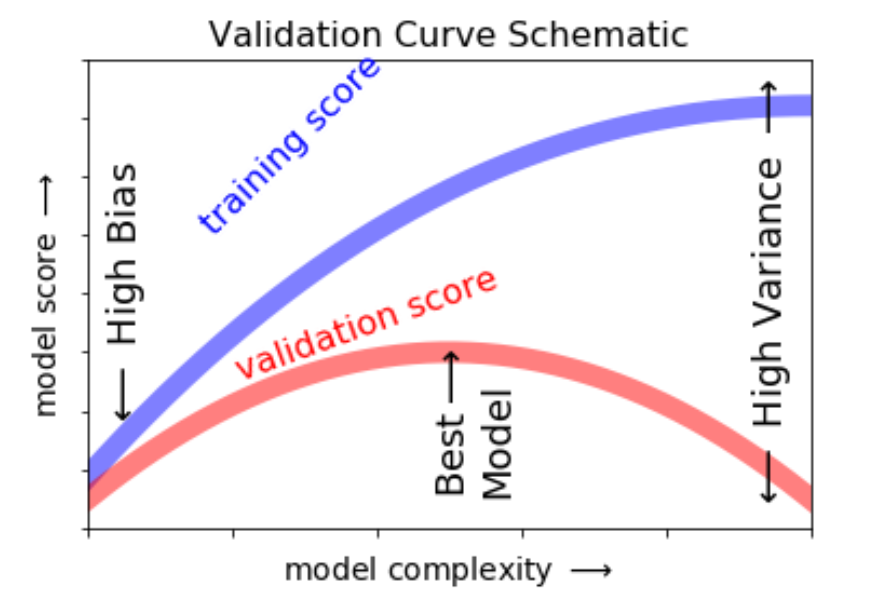 Validation Curve Schematic
training score
model score →
← High Bias
validation score
Best →
Model
← High Variance →
model complexity →